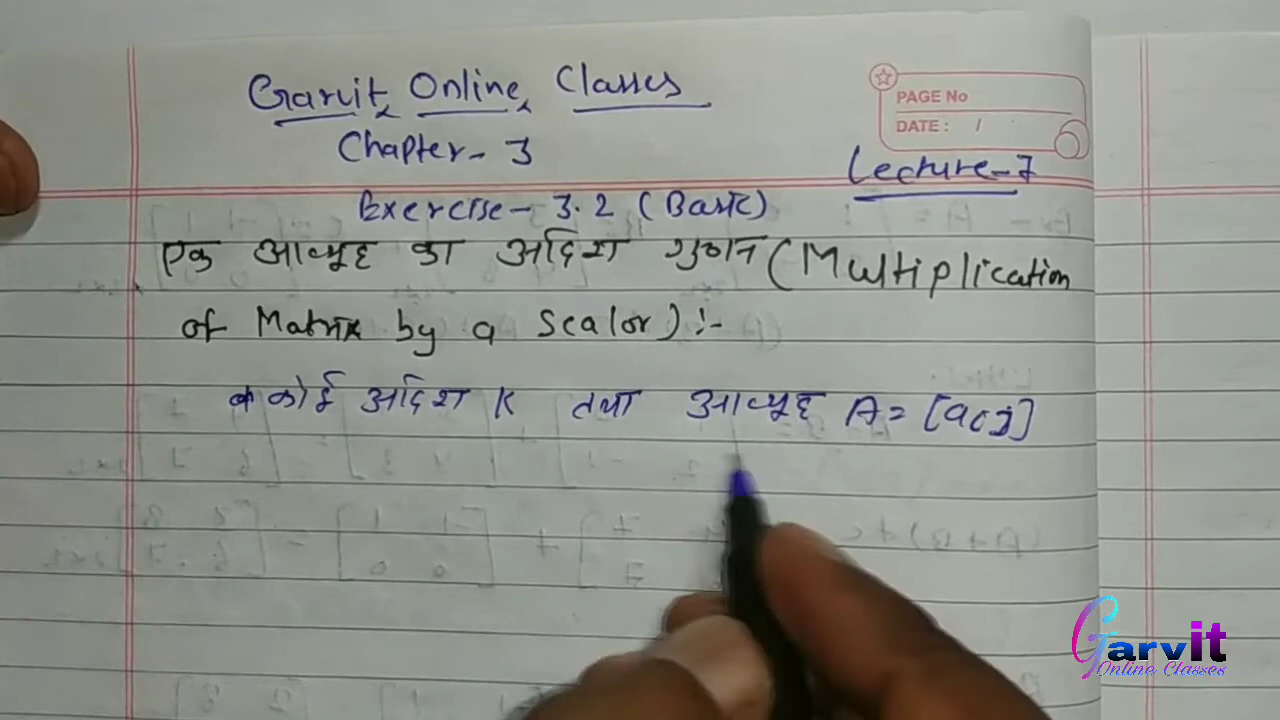 Garvit Online Classes
PAGE No
DATE : /
Chapter- 3
Lecture-7
Exercise- 3.2 (Basic)
एक आव्यूह का अदिश गुणन (Multiplication
of Matrix by a Scalor) :-
कोई अदिश K तथा आव्यूह A = [aij]
Garvit
Online Classes